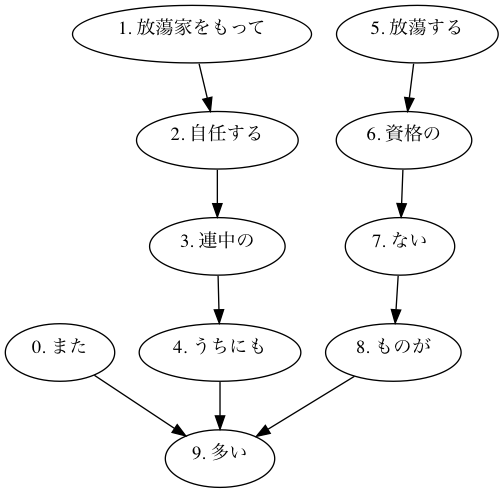 1. 放蕩家をもって
5. 放蕩する
2. 自任する
6. 資格の
3. 連中の
7. ない
0. また
4. うちにも
8. ものが
9. 多い